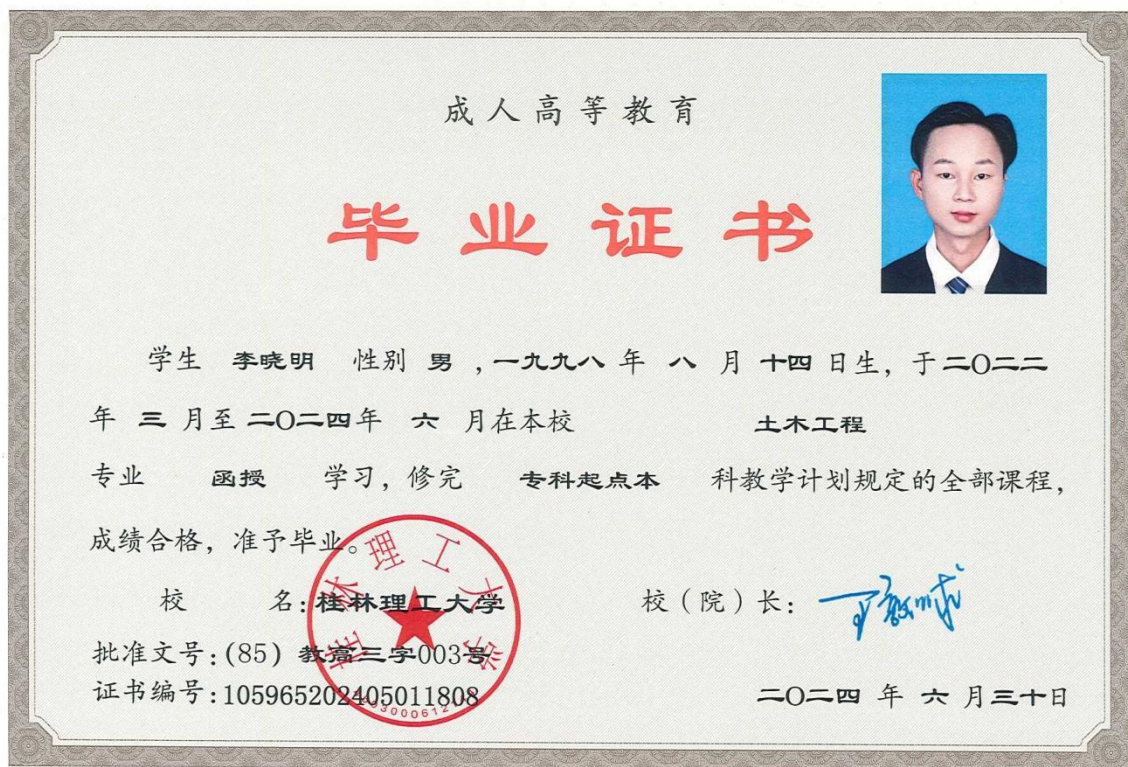 成人高等教育
毕业证书
学生 李晓明 性别 男 ,一九九八 年 八 月 十四 日生, 于二〇二二
年 三 月至 二〇二四年 六 月在本校 土木工程
专业 函授 学习, 修完 专科起点本 科教学计划规定的全部课程,
成绩合格, 准予毕业。
桂林理工大学
校 名:桂林理工大学 校(院)长:
批准文号:(85) 教高三字003号
证书编号:105965202405011808
二〇二四 年 六 月三十日